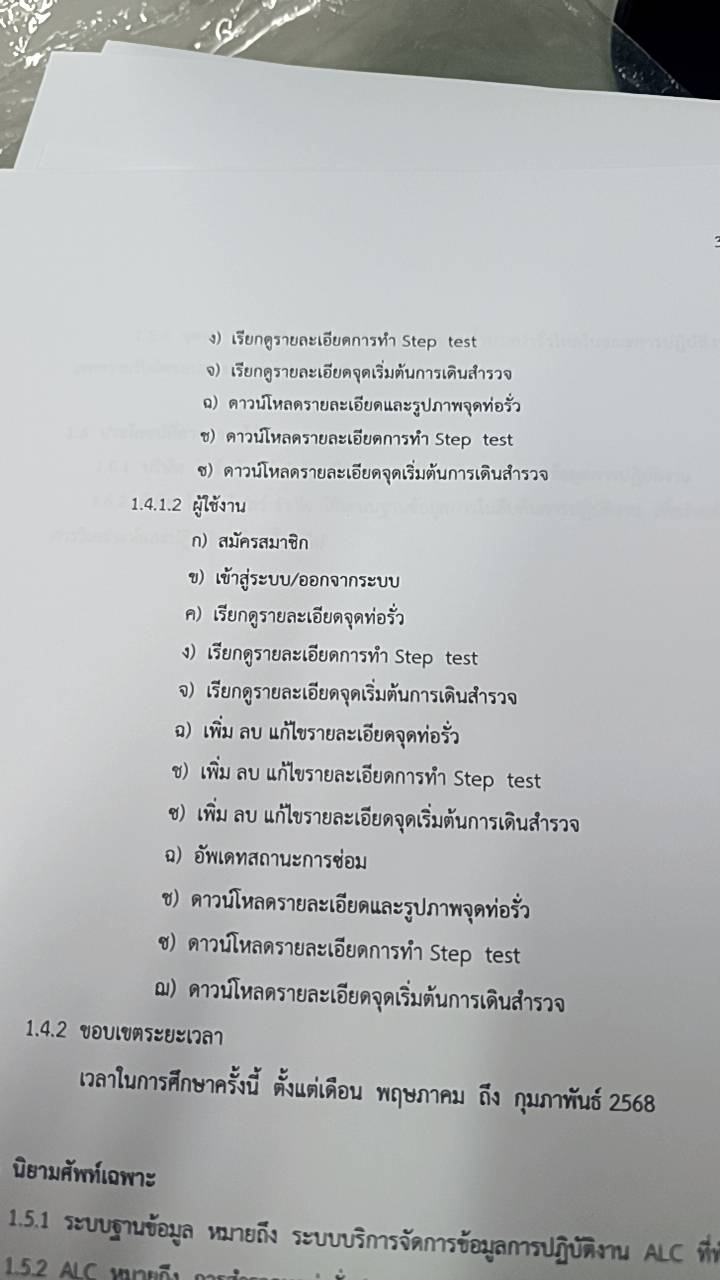 ง) เรียกดูรายละเอียดการทำ Step test
จ) เรียกดูรายละเอียดจุดเริ่มต้นการเดินสำรวจ
ฉ) ดาวน์โหลดรายละเอียดและรูปภาพจุดท่อรั่ว
ช) ดาวน์โหลดรายละเอียดการทำ Step test
ซ) ดาวน์โหลดรายละเอียดจุดเริ่มต้นการเดินสำรวจ
1.4.1.2 ผู้ใช้งาน
ก) สมัครสมาชิก
ข) เข้าสู่ระบบ/ออกจากระบบ
ค) เรียกดูรายละเอียดจุดท่อรั่ว
ง) เรียกดูรายละเอียดการทำ Step test
จ) เรียกดูรายละเอียดจุดเริ่มต้นการเดินสำรวจ
ฉ) เพิ่ม ลบ แก้ไขรายละเอียดจุดท่อรั่ว
ช) เพิ่ม ลบ แก้ไขรายละเอียดการทำ Step test
ซ) เพิ่ม ลบ แก้ไขรายละเอียดจุดเริ่มต้นการเดินสำรวจ
ฉ) อัพเดทสถานะการซ่อม
ช) ดาวน์โหลดรายละเอียดและรูปภาพจุดท่อรั่ว
ซ) ดาวน์โหลดรายละเอียดการทำ Step test
ฌ) ดาวน์โหลดรายละเอียดจุดเริ่มต้นการเดินสำรวจ
1.4.2 ขอบเขตระยะเวลา
เวลาในการศึกษาครั้งนี้ ตั้งแต่เดือน พฤษภาคม ถึง กุมภาพันธ์ 2568
นิยามศัพท์เฉพาะ
1.5.1 ระบบฐานข้อมูล หมายถึง ระบบบริการจัดการข้อมูลการปฏิบัติงาน ALC
1.5.2 ALC หมายถึง